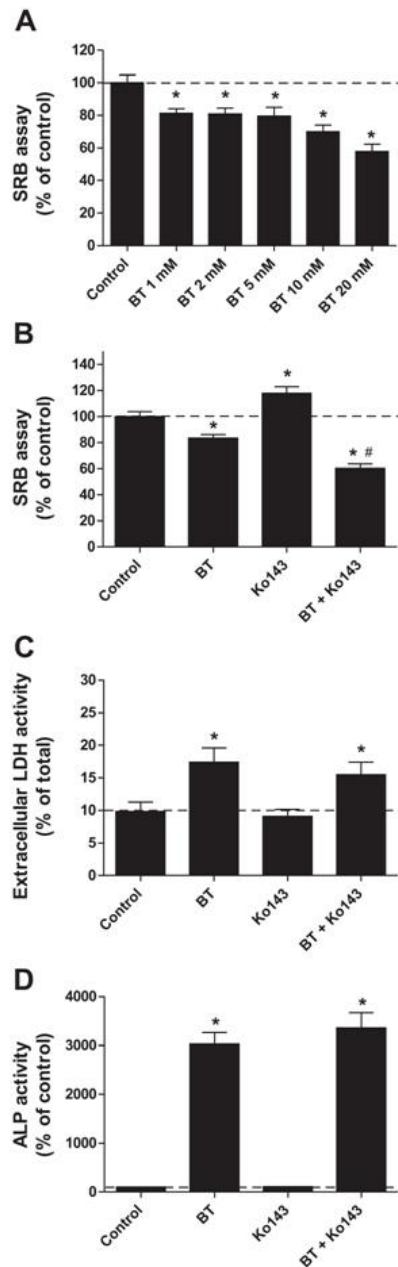 A
SRB assay
(% of control)
120
100
80
60
40
20
0
* * * * *
Control
BT 1 mM
BT 2 mM
BT 5 mM
BT 10 mM
BT 20 mM
B
SRB assay
(% of control)
140
120
100
80
60
40
20
0
* * * #
Control
BT
Ko143
BT + Ko143
C
Extracellular LDH activity
(% of total)
30
25
20
15
10
5
0
* *
Control
BT
Ko143
BT + Ko143
D
ALP activity
(% of control)
4000
3000
2000
1000
0
* *
Control
BT
Ko143
BT + Ko143